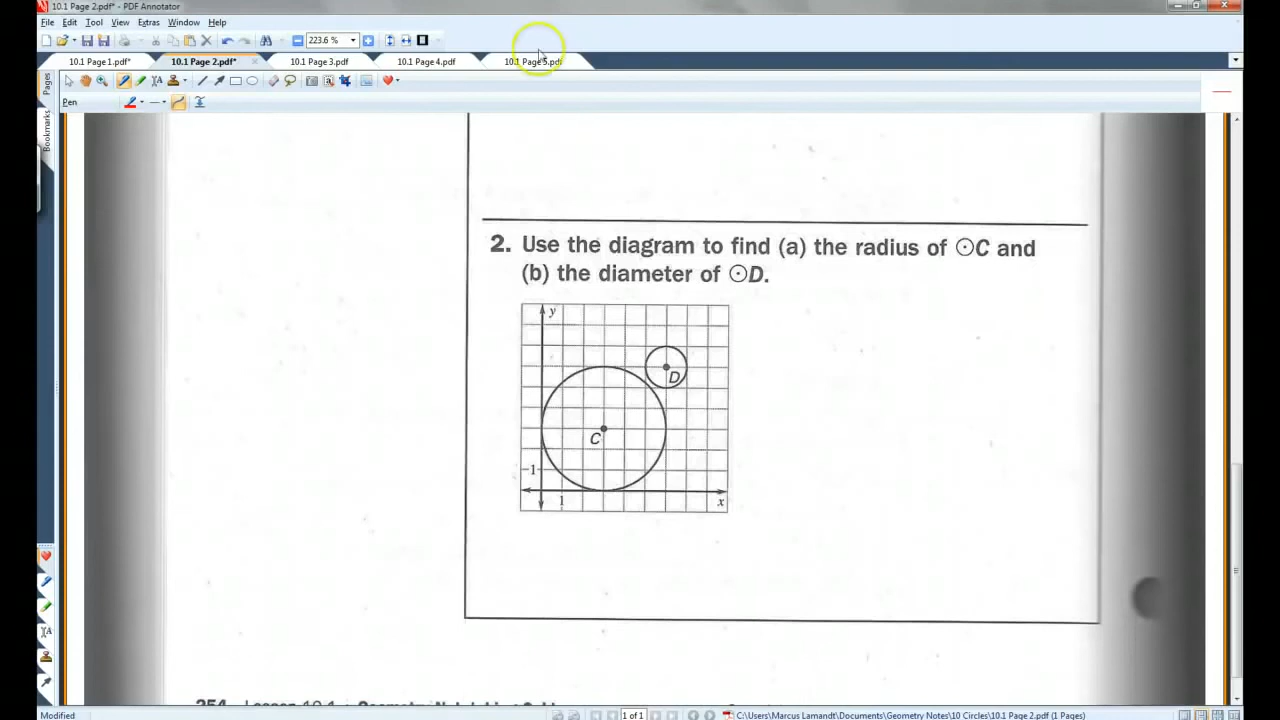 10.1 Page 2.pdf* - PDF Annotator
File Edit Tool View Extras Window Help
223.6 %
10.1 Page 1.pdf* 10.1 Page 2.pdf* 10.1 Page 3.pdf 10.1 Page 4.pdf 10.1 Page 5.pdf
Pages
Bookmarks
Pen
2. Use the diagram to find (a) the radius of ⊙C and
(b) the diameter of ⊙D.
y
D
C
1
1
x
Modified
1 of 1
C:\Users\Marcus Lamandt\Documents\Geometry Notes\10 Circles\10.1 Page 2.pdf (1 Pages)